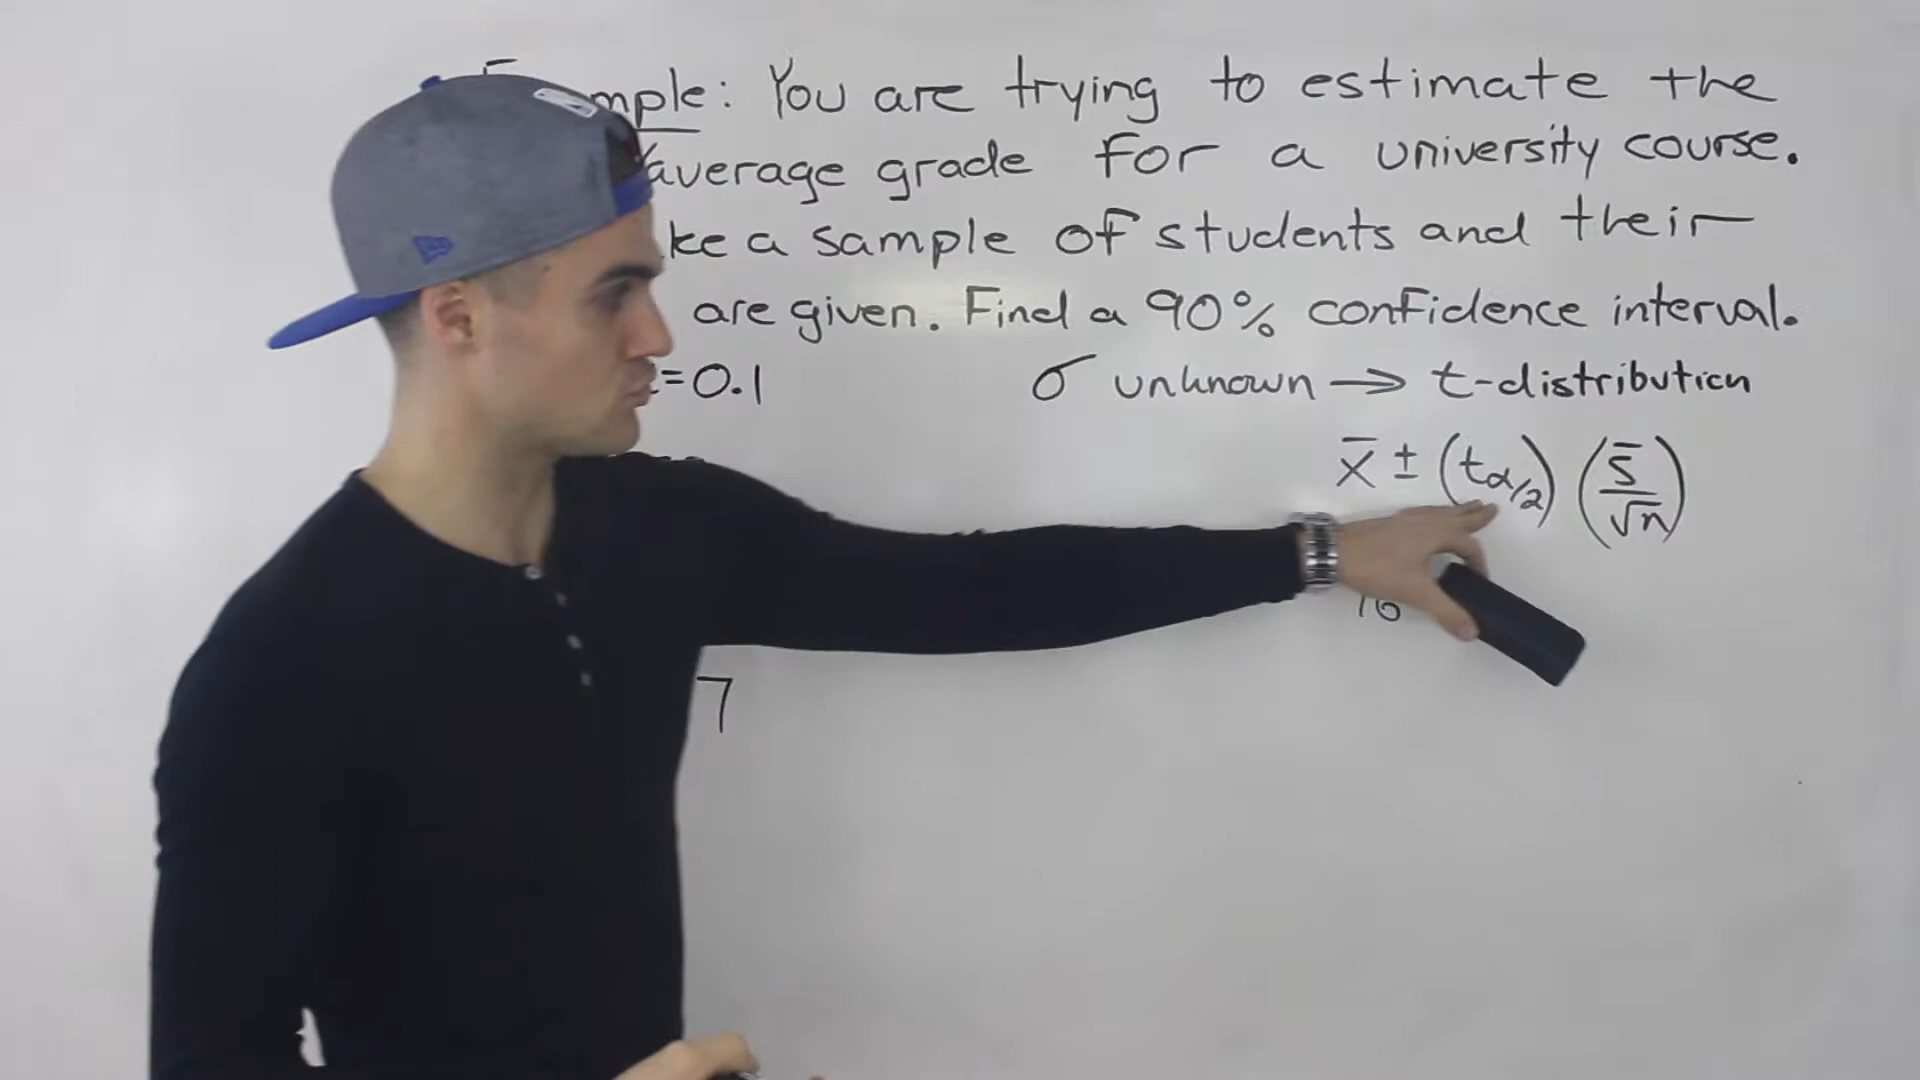 mple: You are trying to estimate the
average grade for a university course.
ke a sample of students and their
are given. Find a 90% confidence interval.
=0.1 σ unknown → t-distribution
x̄ ± (tα/2) (s̄/√n)
7